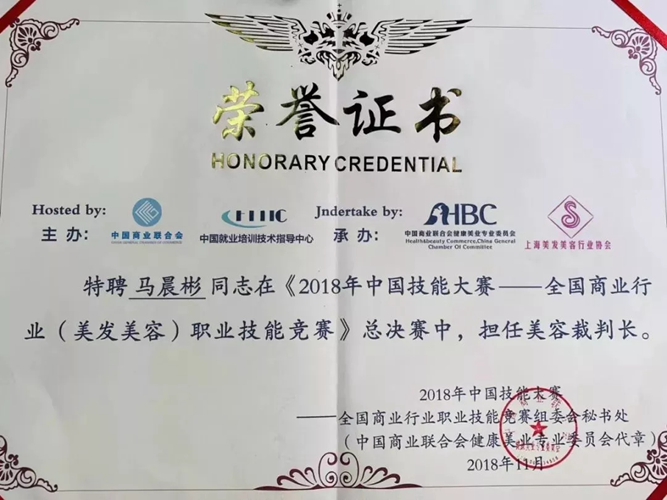 荣誉证书
HONORARY CREDENTIAL
Hosted by:
主 办:
中国商业联合会
CHINA GENERAL CHAMBER OF COMMERCE
中国就业培训技术指导中心
Jndertake by:
承 办:
AHBC
中国商业联合会健康美业专业委员会
Health&beauty Commerce,China General
Chamber Of Committee
S
上海美发美容行业协会
特聘 马晨彬 同志在《2018年中国技能大赛——全国商业行
业(美发美容)职业技能竞赛》总决赛中,担任美容裁判长。
2018年中国技能大赛
——全国商业行业职业技能竞赛组委会秘书处
(中国商业联合会健康美业专业委员会代章)
2018年11月